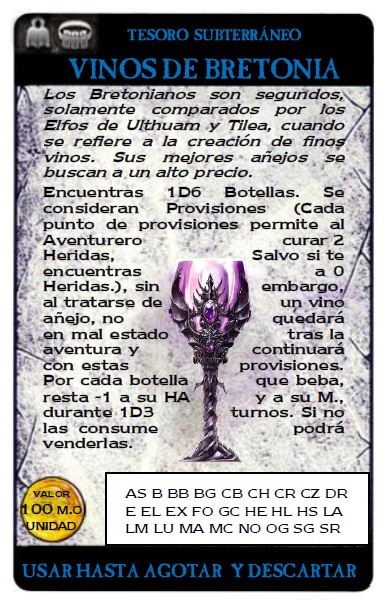 TESORO SUBTERRÁNEO
VINOS DE BRETONIA
Los Bretonianos son segundos,
solamente comparados por los
Elfos de Ulthuam y Tilea, cuando
se refiere a la creación de finos
vinos. Sus mejores añejos se
buscan a un alto precio.
Encuentras 1D6 Botellas. Se
consideran Provisiones (Cada
punto de provisiones permite al
Aventurero curar 2
Heridas, Salvo si te
encuentras a 0
Heridas.), sin embargo,
al tratarse de un vino
añejo, no quedará
en mal estado tras la
aventura y continuará
con estas provisiones.
Por cada botella que beba,
resta -1 a su HA y a su M.,
durante 1D3 turnos. Si no
las consume podrá
venderlas.
VALOR
100 M.O
UNIDAD
AS B BB BG CB CH CR CZ DR
E EL EX FO GC HE HL HS LA
LM LU MA MC NO OG SG SR
USAR HASTA AGOTAR Y DESCARTAR